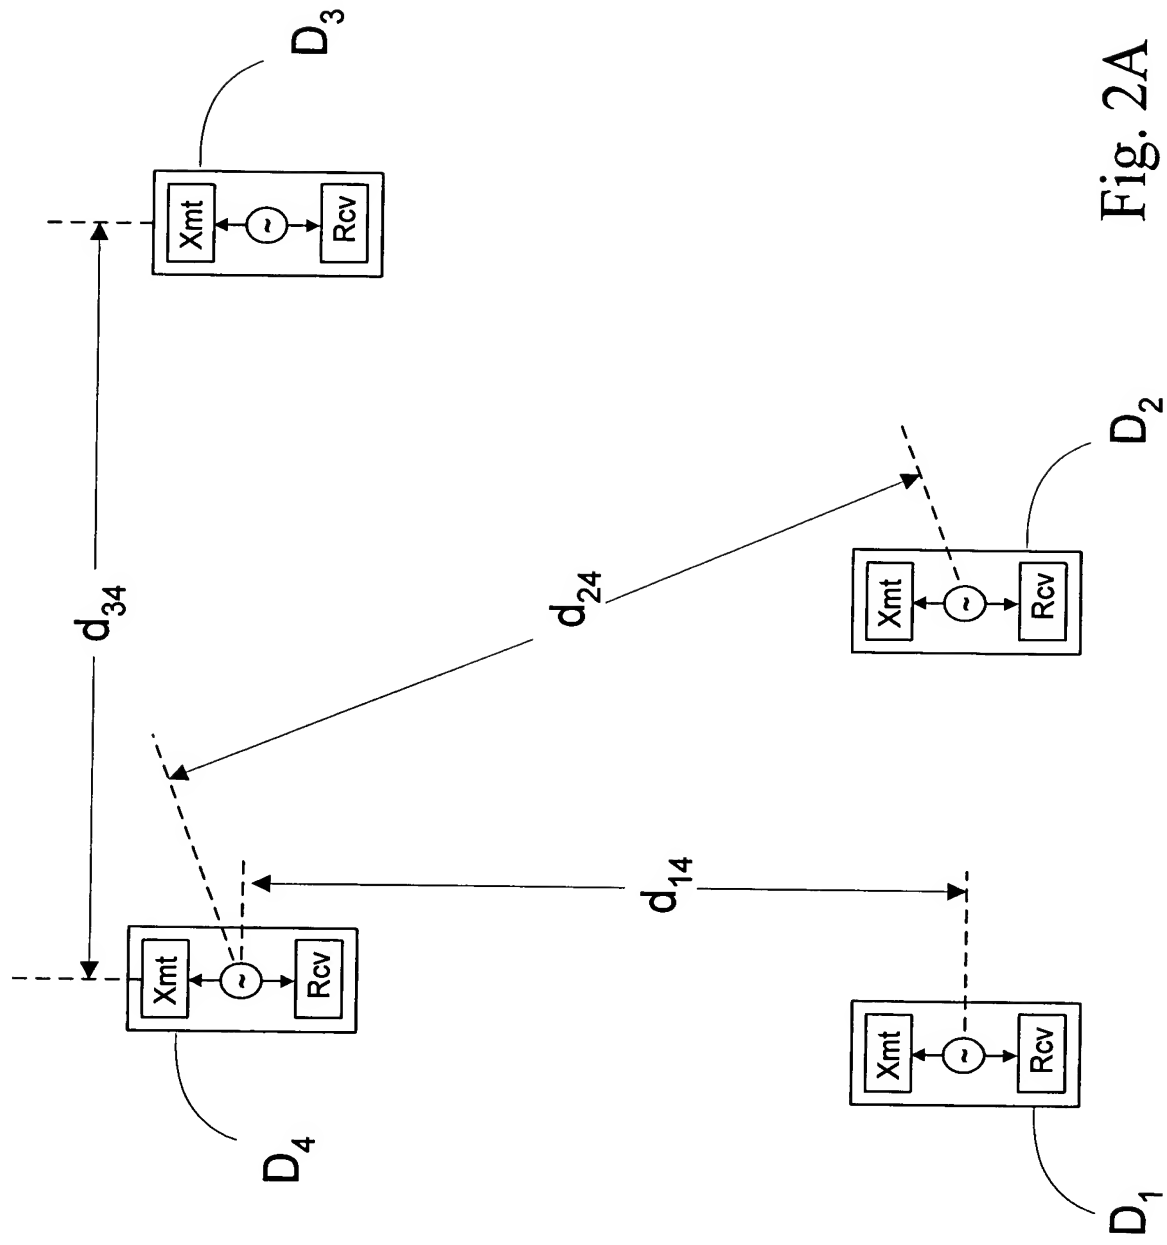 D4
Xmt
~
Rcv
d34
D3
Xmt
~
Rcv
d14
d24
D1
Xmt
~
Rcv
D2
Xmt
~
Rcv
Fig. 2A